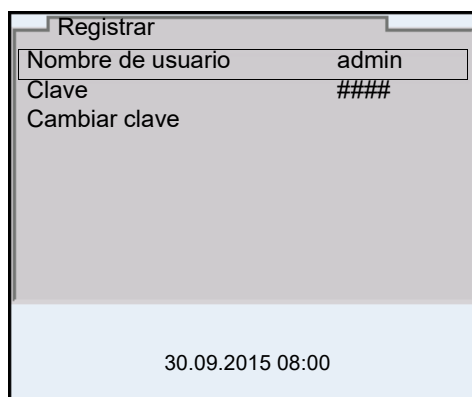 Registrar
Nombre de usuario admin
Clave ####
Cambiar clave
30.09.2015 08:00